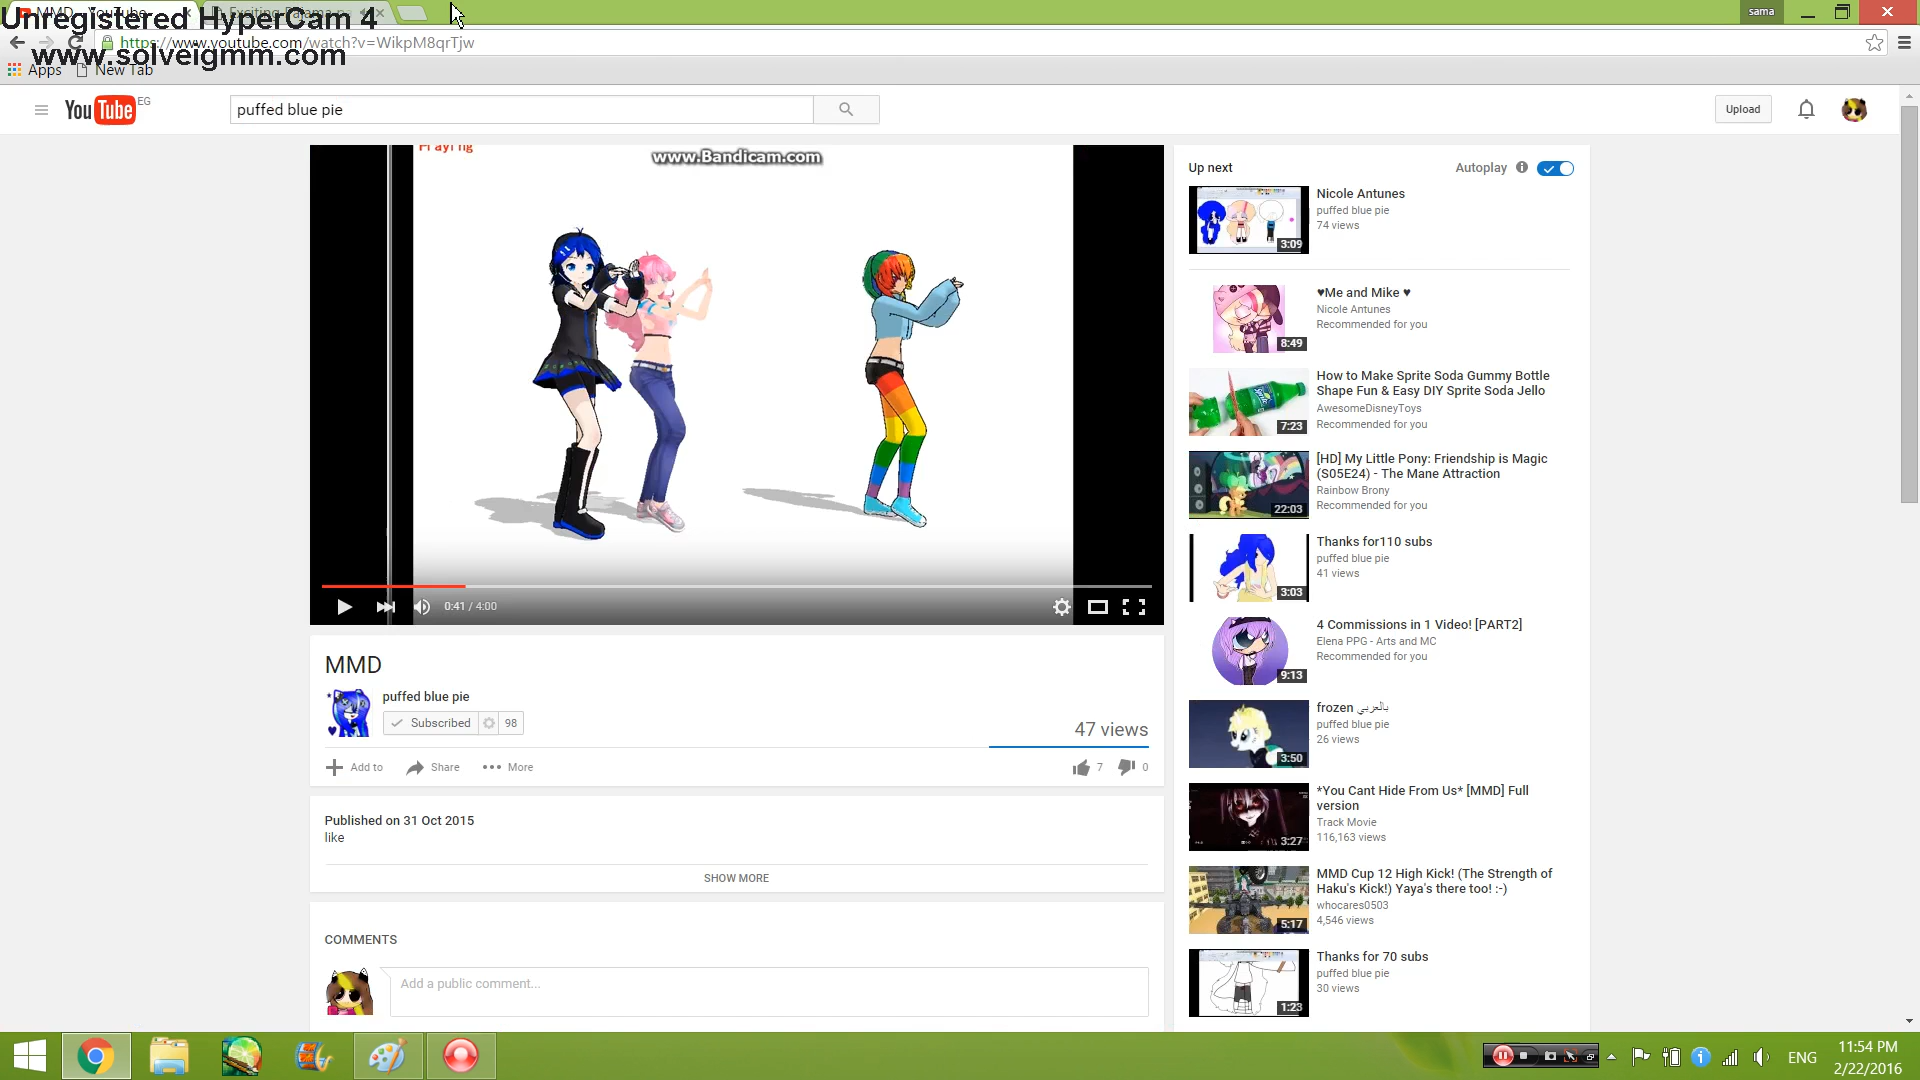 MMD - YouTube
Exciting Pajama p
Unregistered HyperCam 4
sama
https://www.youtube.com/watch?v=WikpM8qrTjw
www.solveigmm.com
Apps
New Tab
YouTube EG
puffed blue pie
Upload
www.Bandicam.com
0:41 / 4:00
MMD
puffed blue pie
Subscribed 98
47 views
Add to
Share
More
7
0
Published on 31 Oct 2015
like
SHOW MORE
COMMENTS
Add a public comment...
Up next
Autoplay
Nicole Antunes
puffed blue pie
74 views
3:09
♥Me and Mike ♥
Nicole Antunes
Recommended for you
8:49
How to Make Sprite Soda Gummy Bottle
Shape Fun & Easy DIY Sprite Soda Jello
AwesomeDisneyToys
Recommended for you
7:23
[HD] My Little Pony: Friendship is Magic
(S05E24) - The Mane Attraction
Rainbow Brony
Recommended for you
22:03
Thanks for110 subs
puffed blue pie
41 views
3:03
4 Commissions in 1 Video! [PART2]
Elena PPG - Arts and MC
Recommended for you
9:13
frozen بالعربي
puffed blue pie
26 views
3:50
*You Cant Hide From Us* [MMD] Full
version
Track Movie
116,163 views
3:27
MMD Cup 12 High Kick! (The Strength of
Haku's Kick!) Yaya's there too! :-)
whocares0503
4,546 views
5:17
Thanks for 70 subs
puffed blue pie
30 views
1:23
ENG
11:54 PM
2/22/2016